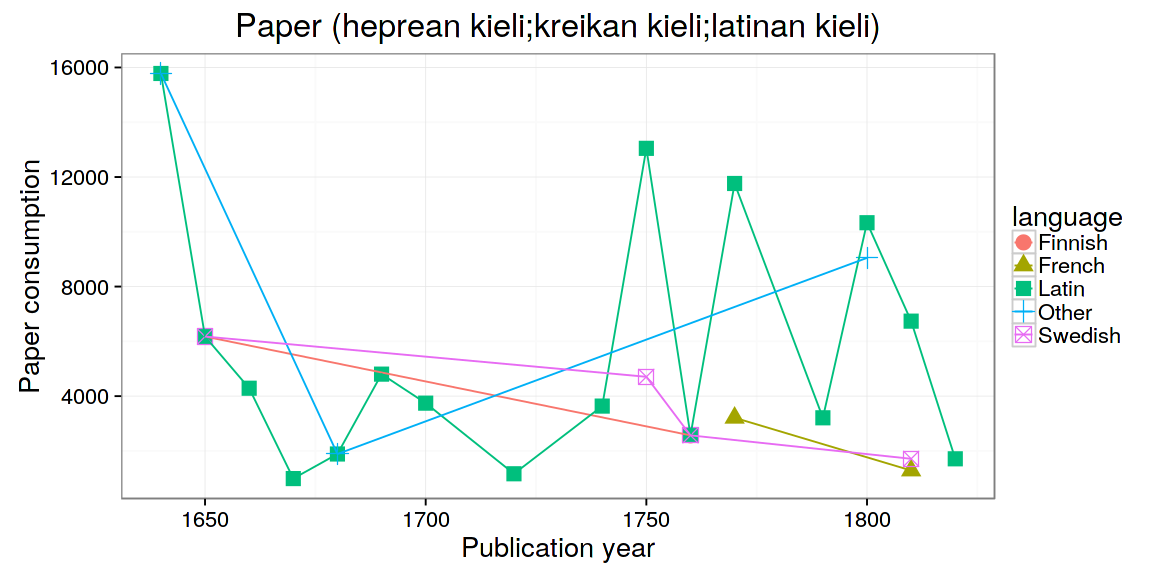 Paper (heprean kieli;kreikan kieli;latinan kieli)
Paper consumption
16000
12000
8000
4000
1650
1700
1750
1800
Publication year
language
Finnish
French
Latin
Other
Swedish